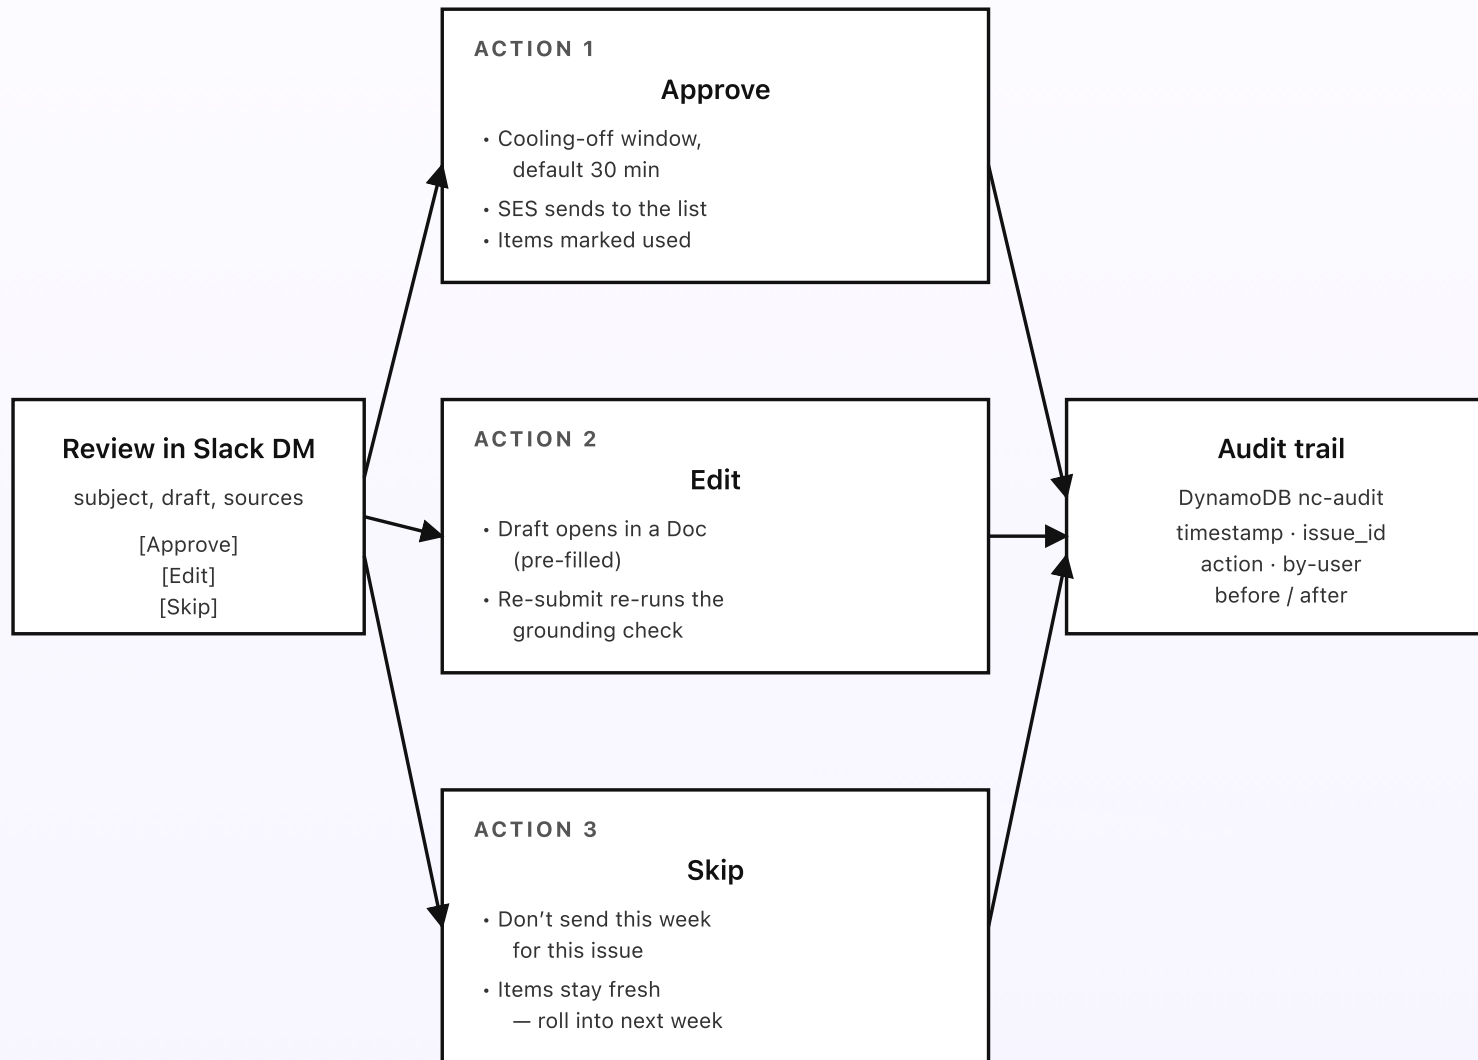 ACTION 1
Approve
• Cooling-off window,
default 30 min
• SES sends to the list
• Items marked used
Review in Slack DM
subject, draft, sources
[Approve]
[Edit]
[Skip]
ACTION 2
Edit
• Draft opens in a Doc
(pre-filled)
• Re-submit re-runs the
grounding check
Audit trail
DynamoDB nc-audit
timestamp · issue_id
action · by-user
before / after
ACTION 3
Skip
• Don’t send this week
for this issue
• Items stay fresh
— roll into next week